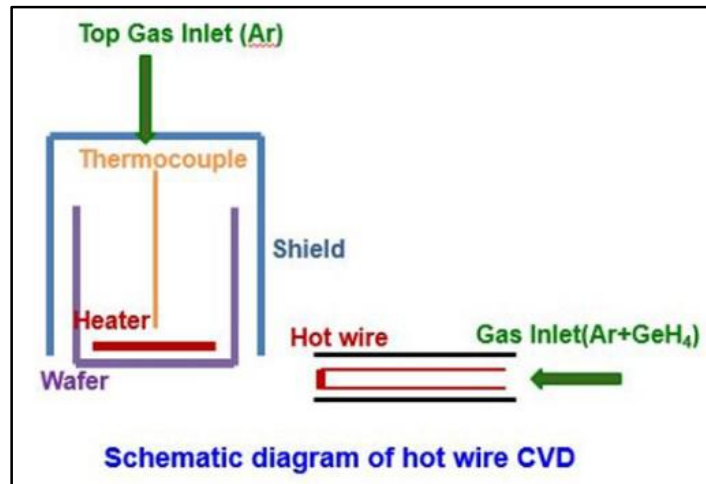 Top Gas Inlet (Ar)
Thermocouple
Shield
Heater
Hot wire
Gas Inlet(Ar+GeH₄)
Wafer
Schematic diagram of hot wire CVD